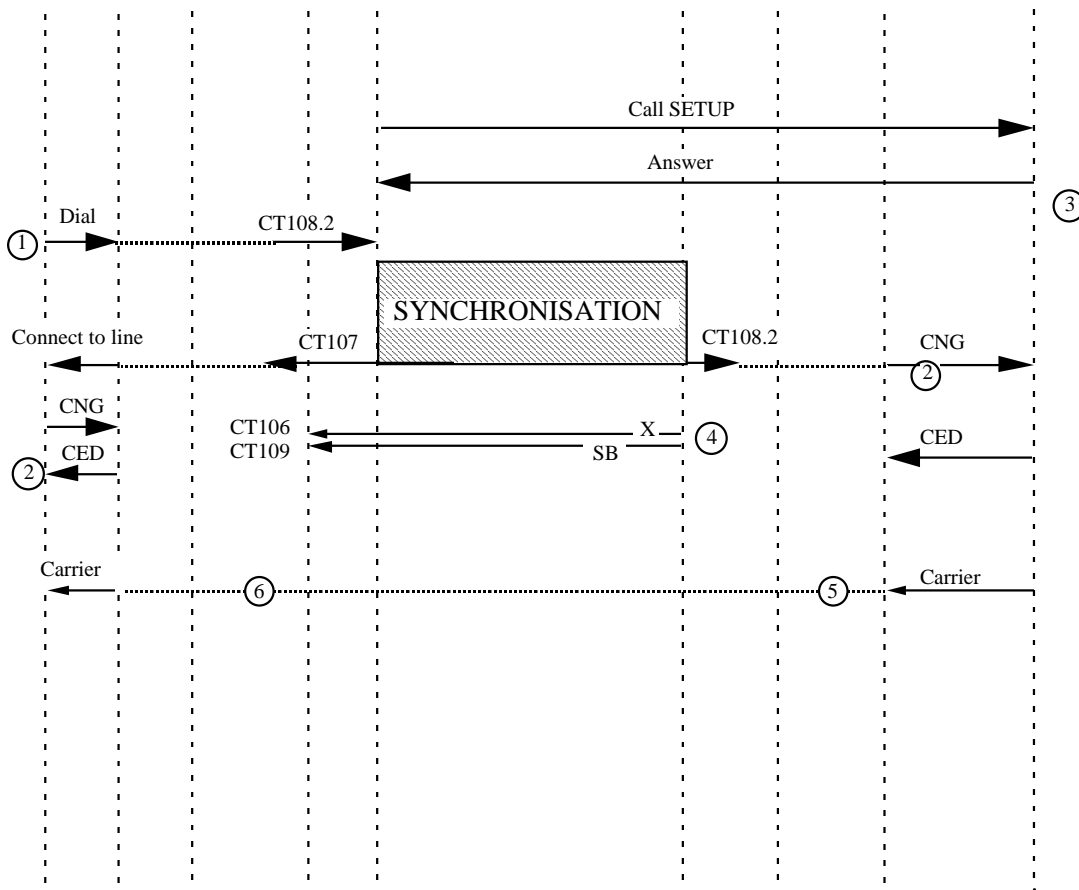 Call SETUP
Answer
3
Dial
CT108.2
1
SYNCHRONISATION
Connect to line
CT107
CT108.2
CNG
2
CNG
CT106
X
4
CED
CT109
SB
CED
2
Carrier
6
5
Carrier